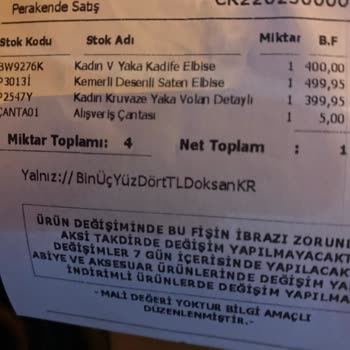 Perakende Satış
Stok Kodu Stok Adı Miktar B.F
BW9276K Kadın V Yaka Kadife Elbise 1 400,00
P3013İ Kemerli Desenli Saten Elbise 1 499,95
P2547Y Kadın Kruvaze Yaka Volan Detaylı 1 399,95
ÇANTA01 Alışveriş Çantası 1 5,00
Miktar Toplamı: 4 Net Toplam : 1
Yalnız:// BinÜçYüzDörtTLDoksanKR
ÜRÜN DEĞİŞİMİNDE BU FİŞİN İBRAZI ZORUNL
AKSİ TAKDİRDE DEĞİŞİM YAPILMAYACAKT
DEĞİŞİMLER 7 GÜN İÇERİSİNDE YAPILACAK
ABİYE VE AKSESUAR ÜRÜNLERİNDE DEĞİŞİM YA
İNDİRİMLİ ÜRÜNLERDE DEĞİŞİM YAPILMA
- MALİ DEĞERİ YOKTUR BİLGİ AMAÇLI
DÜZENLENMİŞTİR.-